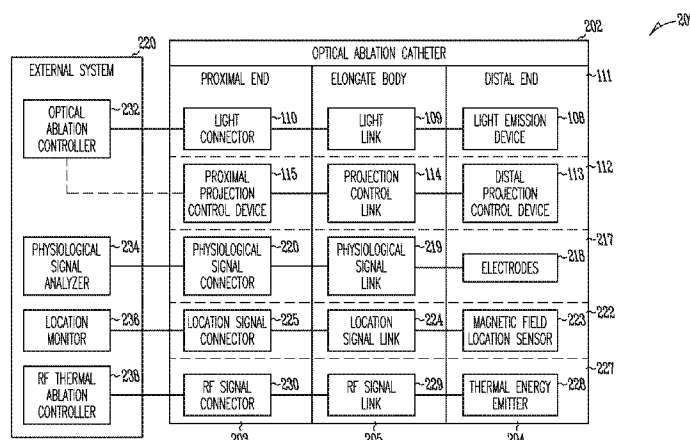 201
220
202
OPTICAL ABLATION CATHETER
EXTERNAL SYSTEM
PROXIMAL END
ELONGATE BODY
DISTAL END
111
232
OPTICAL
ABLATION
CONTROLLER
LIGHT
CONNECTOR
110
LIGHT
LINK
109
LIGHT EMISSION
DEVICE
108
112
PROXIMAL
PROJECTION
CONTROL DEVICE
115
PROJECTION
CONTROL
LINK
114
DISTAL
PROJECTION
CONTROL DEVICE
113
217
PHYSIOLOGICAL
SIGNAL
ANALYZER
234
PHYSIOLOGICAL
SIGNAL
CONNECTOR
220
PHYSIOLOGICAL
SIGNAL
LINK
219
ELECTRODES
218
222
LOCATION
MONITOR
236
LOCATION SIGNAL
CONNECTOR
225
LOCATION
SIGNAL LINK
224
MAGNETIC FIELD
LOCATION SENSOR
223
227
RF THERMAL
ABLATION
CONTROLLER
238
RF SIGNAL
CONNECTOR
230
RF SIGNAL
LINK
229
THERMAL ENERGY
EMITTER
228
203
205
204